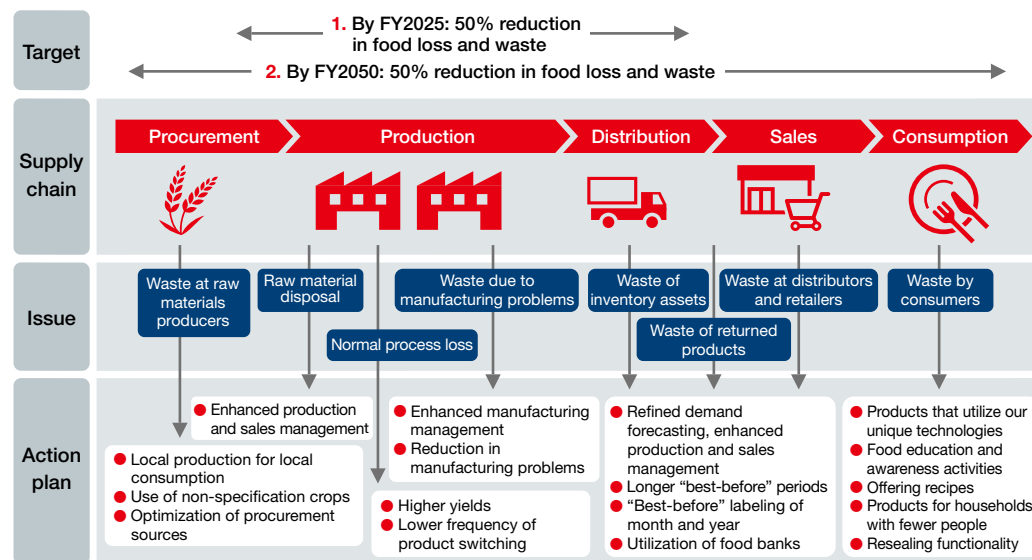 Target
1. By FY2025: 50% reduction
in food loss and waste
2. By FY2050: 50% reduction in food loss and waste
Supply
chain
Procurement
Production
Distribution
Sales
Consumption
Issue
Waste at raw
materials
producers
Raw material
disposal
Normal process loss
Waste due to
manufacturing problems
Waste of
inventory assets
Waste of returned
products
Waste at distributors
and retailers
Waste by
consumers
Action
plan
● Enhanced production
and sales management
● Local production for local
consumption
● Use of non-specification crops
● Optimization of procurement
sources
● Enhanced manufacturing
management
● Reduction in
manufacturing problems
● Higher yields
● Lower frequency of
product switching
● Refined demand
forecasting, enhanced
production and sales
management
● Longer “best-before” periods
● “Best-before” labeling of
month and year
● Utilization of food banks
● Products that utilize our
unique technologies
● Food education and
awareness activities
● Offering recipes
● Products for households
with fewer people
● Resealing functionality